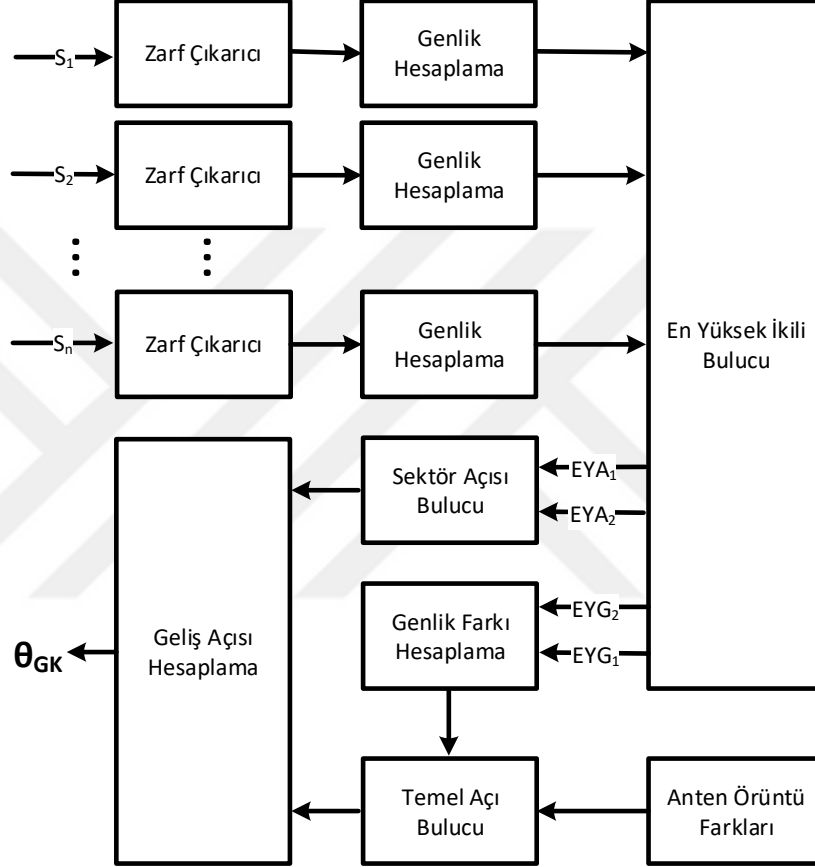 S₁
Zarf Çıkarıcı
Genlik
Hesaplama
S₂
Zarf Çıkarıcı
Genlik
Hesaplama
Sₙ
Zarf Çıkarıcı
Genlik
Hesaplama
En Yüksek İkili
Bulucu
Sektör Açısı
Bulucu
EYA₁
EYA₂
Genlik Farkı
Hesaplama
EYG₂
EYG₁
θGK
Geliş Açısı
Hesaplama
Temel Açı
Bulucu
Anten Örüntü
Farkları